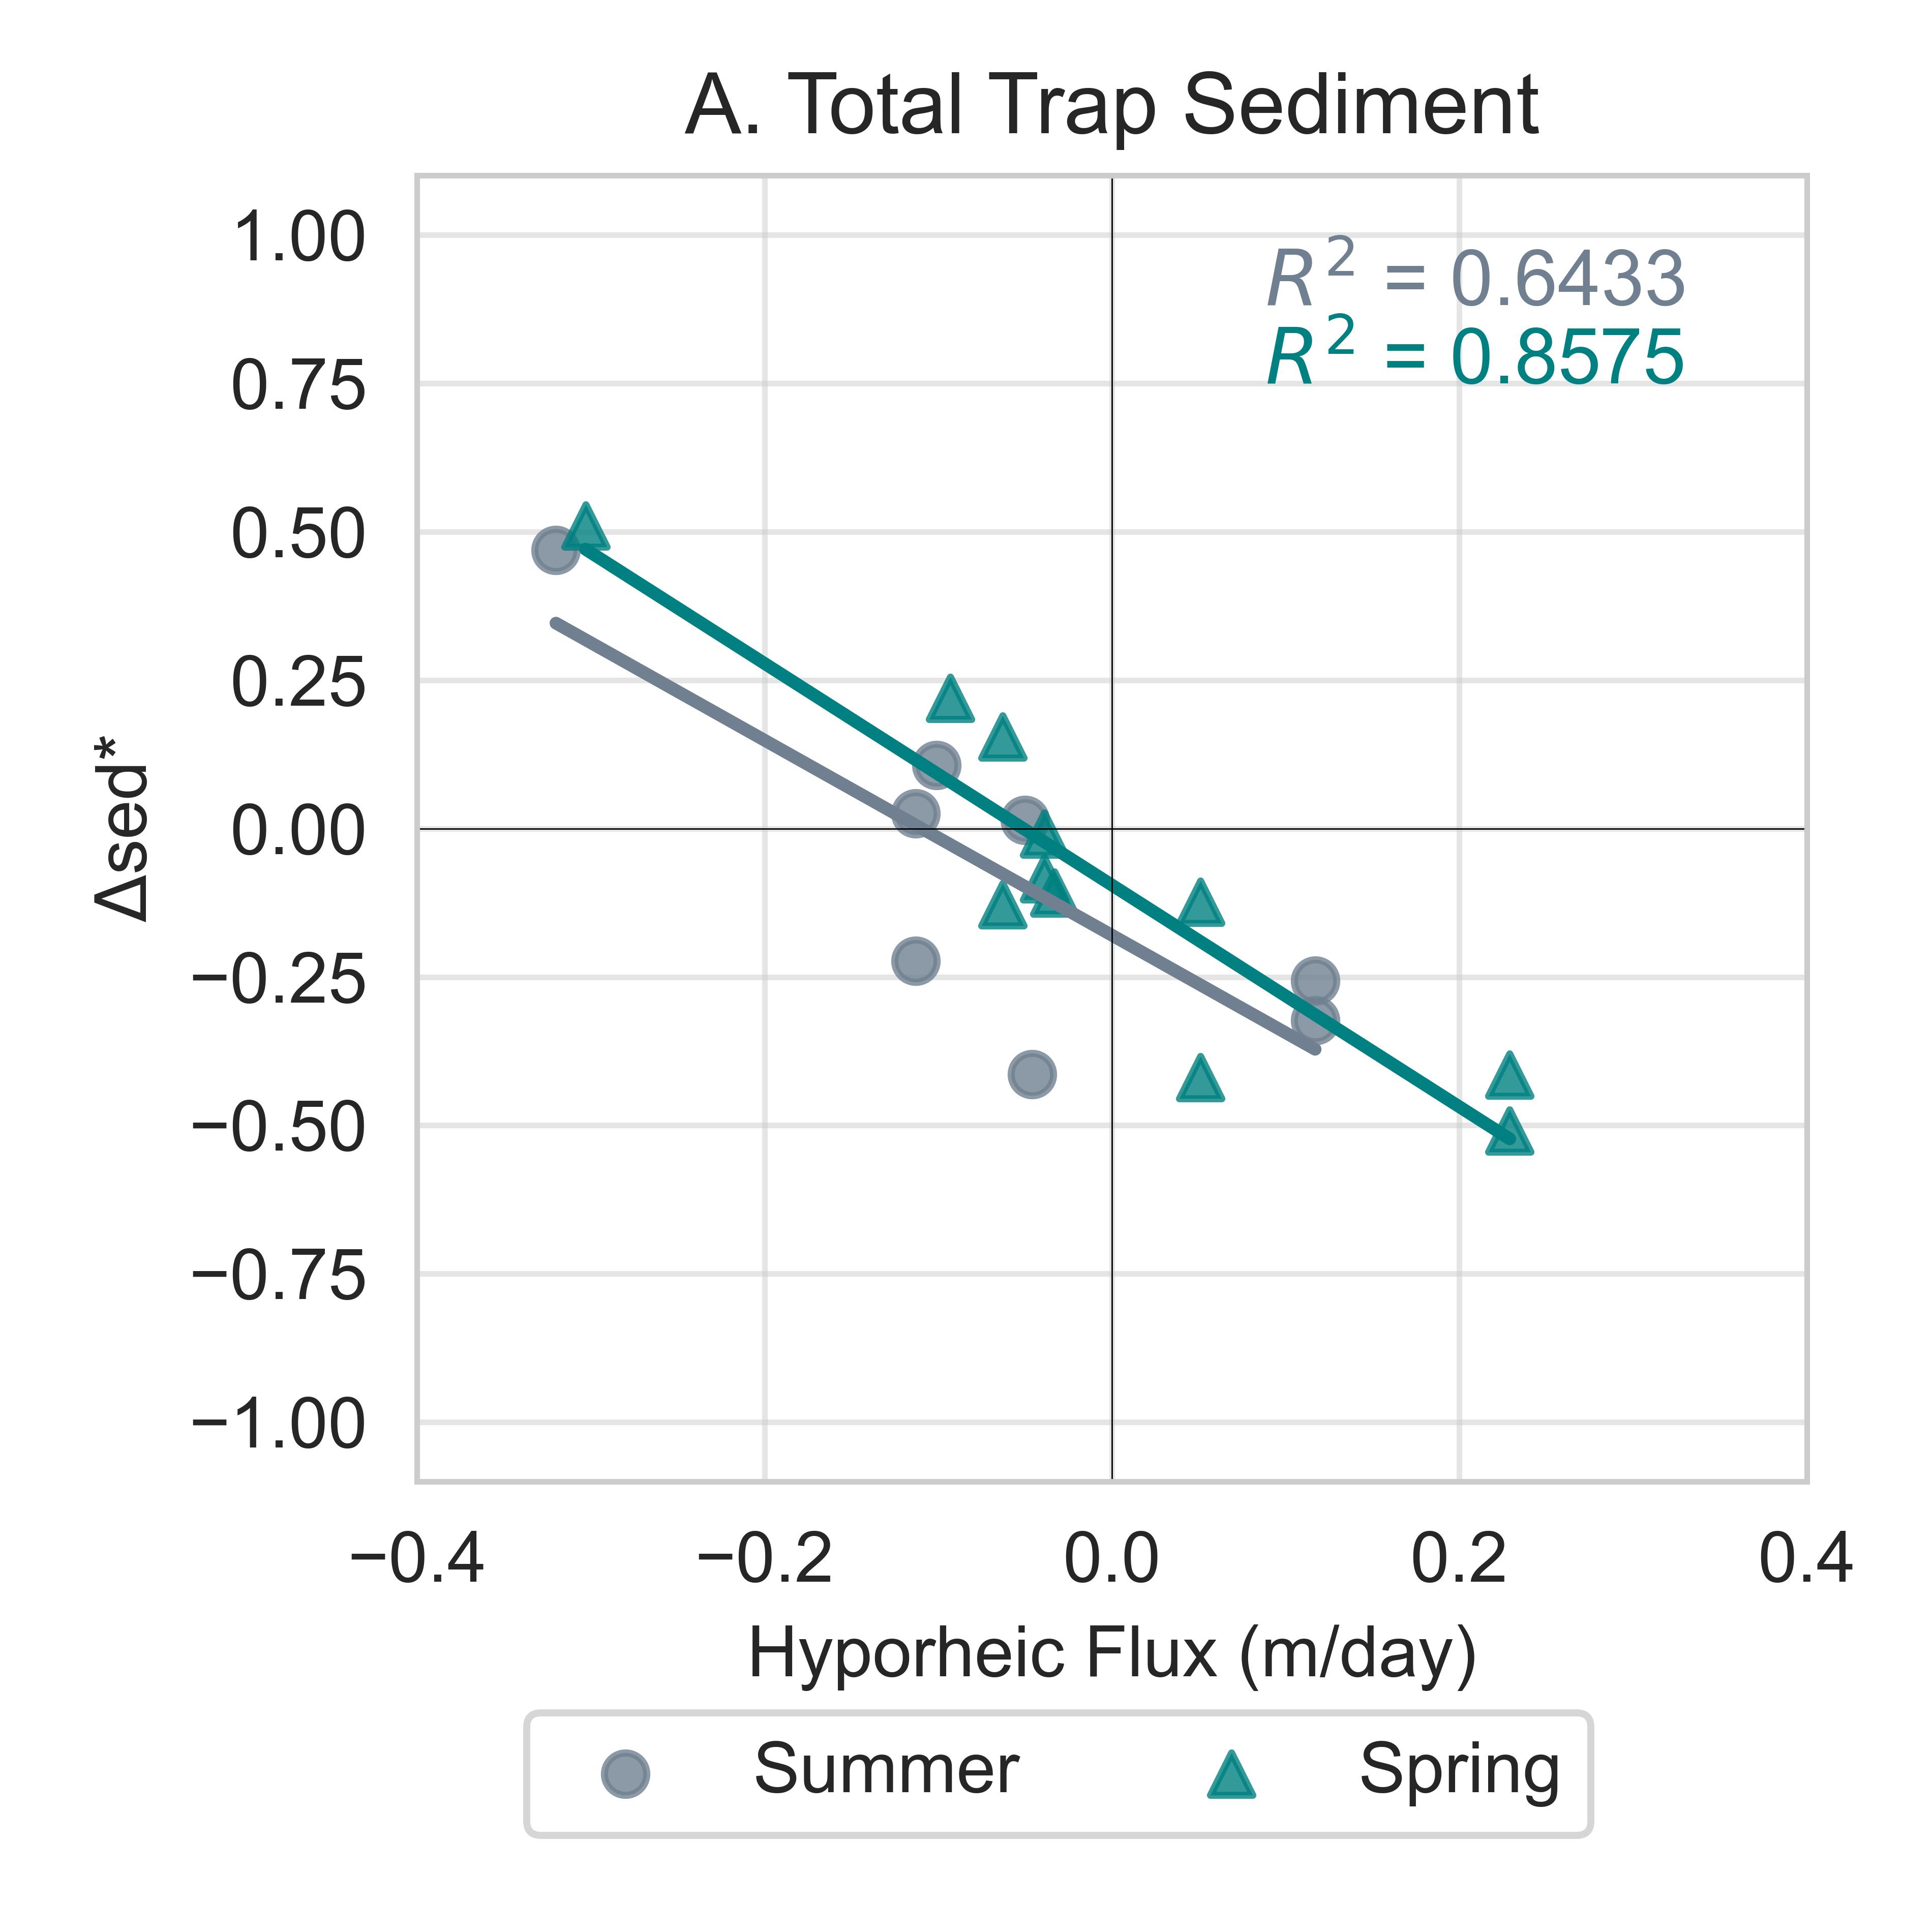 A. Total Trap Sediment
R² = 0.6433
R² = 0.8575
1.00
0.75
0.50
0.25
0.00
−0.25
−0.50
−0.75
−1.00
Δsed*
−0.4 −0.2 0.0 0.2 0.4
Hyporheic Flux (m/day)
Summer Spring